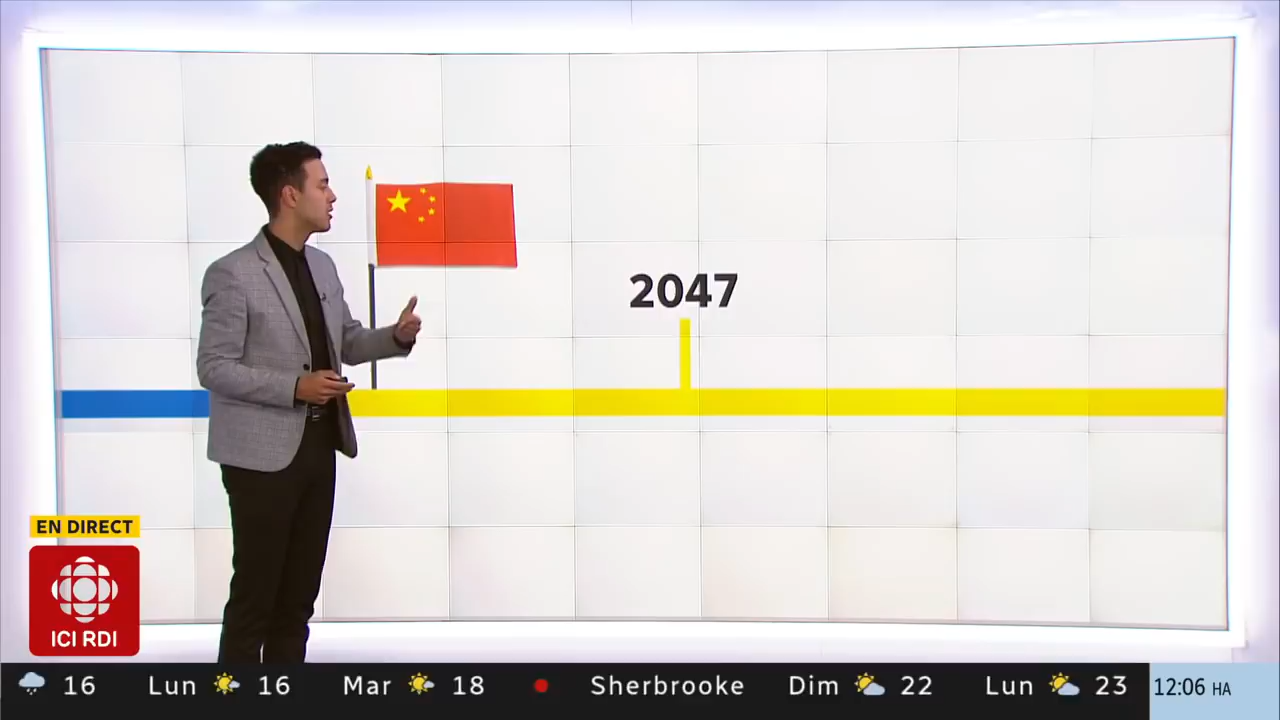 2047
EN DIRECT
ICI RDI
16 Lun 16 Mar 18 Sherbrooke Dim 22 Lun 23
12:06 HA